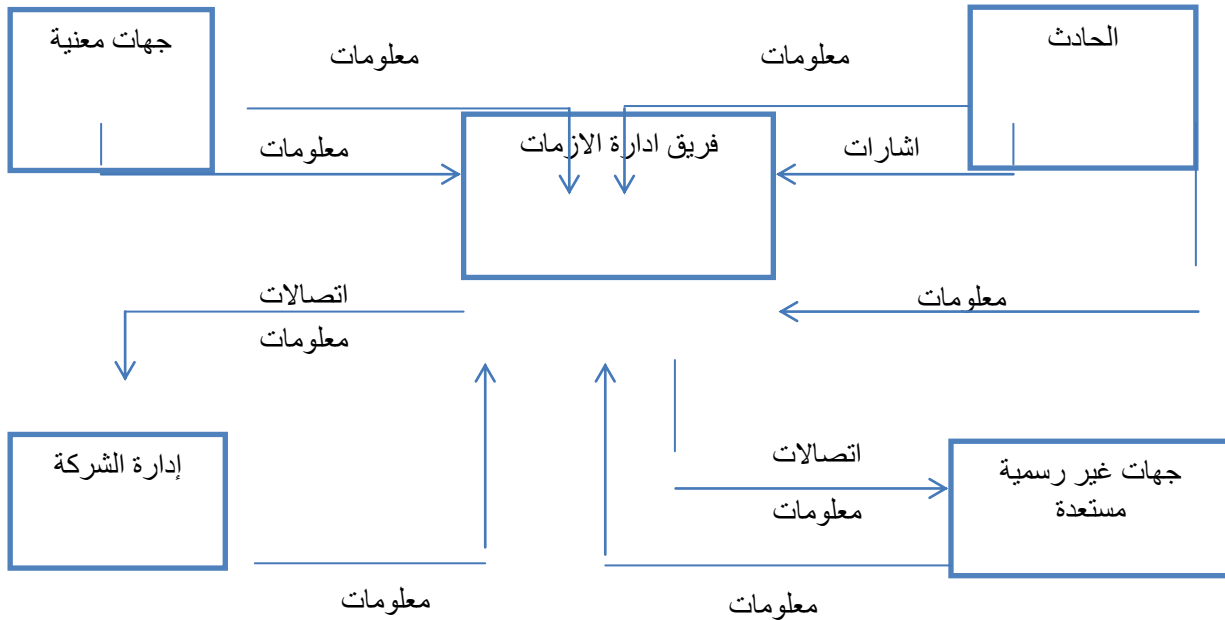 الحادث
جهات معنية
معلومات
معلومات
فريق ادارة الازمات
اشارات
معلومات
معلومات
اتصالات
معلومات
إدارة الشركة
اتصالات
معلومات
جهات غير رسمية
مستعدة
معلومات
معلومات